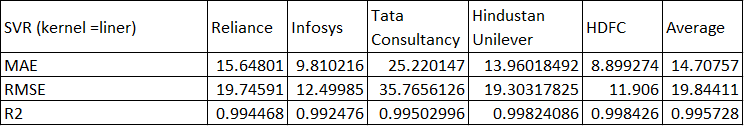 SVR (kernel =liner) Reliance Infosys Tata Consultancy Hindustan Unilever HDFC Average
MAE 15.64801 9.810216 25.220147 13.96018492 8.899274 14.70757
RMSE 19.74591 12.49985 35.7656126 19.30317825 11.906 19.84411
R2 0.994468 0.992476 0.99502996 0.99824086 0.998426 0.995728